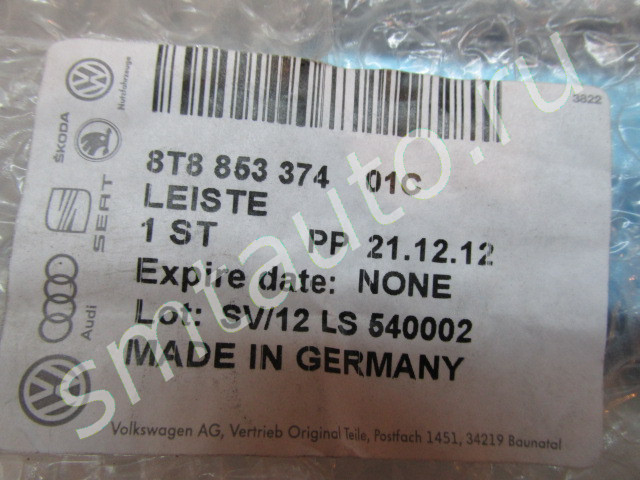 3822
8T8 853 374 01C
LEISTE
1 ST PP 21.12.12
Expire date: NONE
Lot: SV/12 LS 540002
MADE IN GERMANY
Volkswagen AG, Vertrieb Original Teile, Postfach 1451, 34219 Baunatal
Nutzfahrzeuge
ŠKODA
SEAT
Audi
smtauto.ru